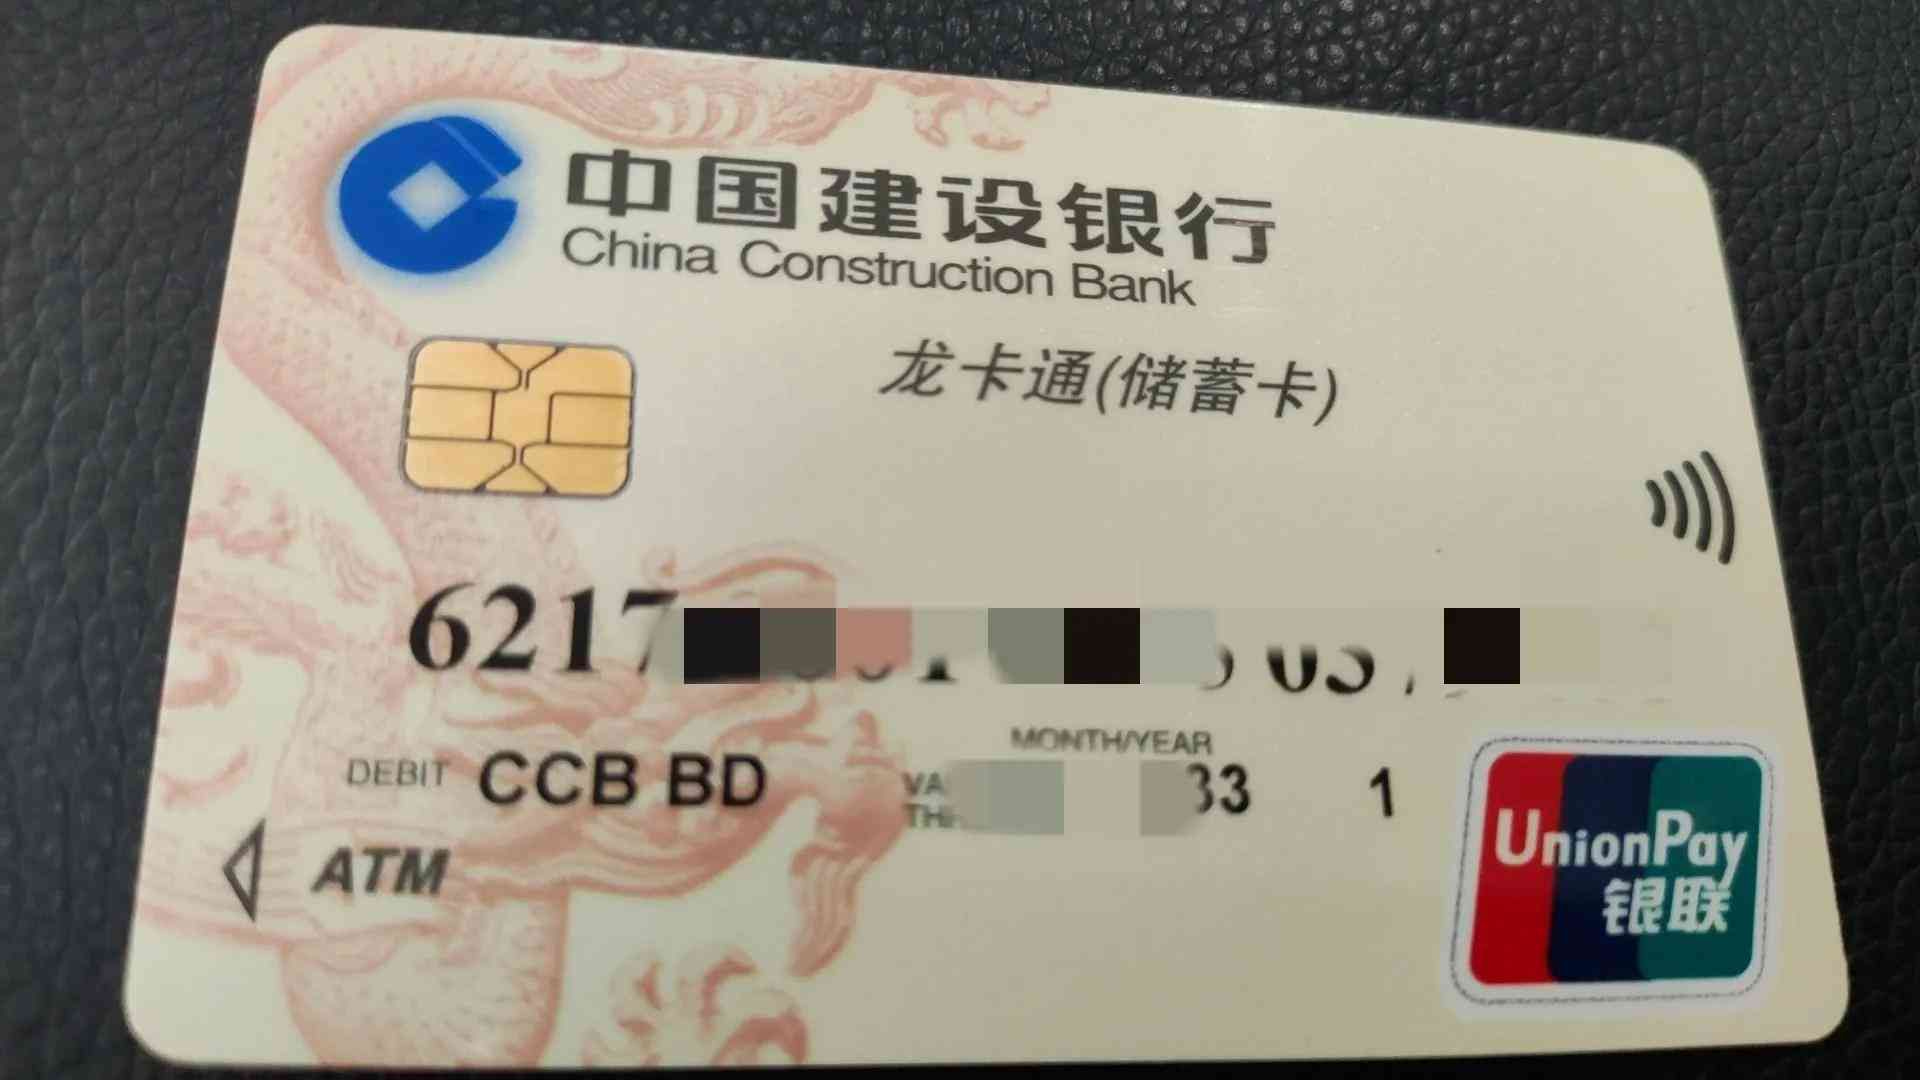 中国建设银行
China Construction Bank
龙卡通(储蓄卡)
6217
MONTH/YEAR
DEBIT CCB BD 33 1
ATM
UnionPay
银联